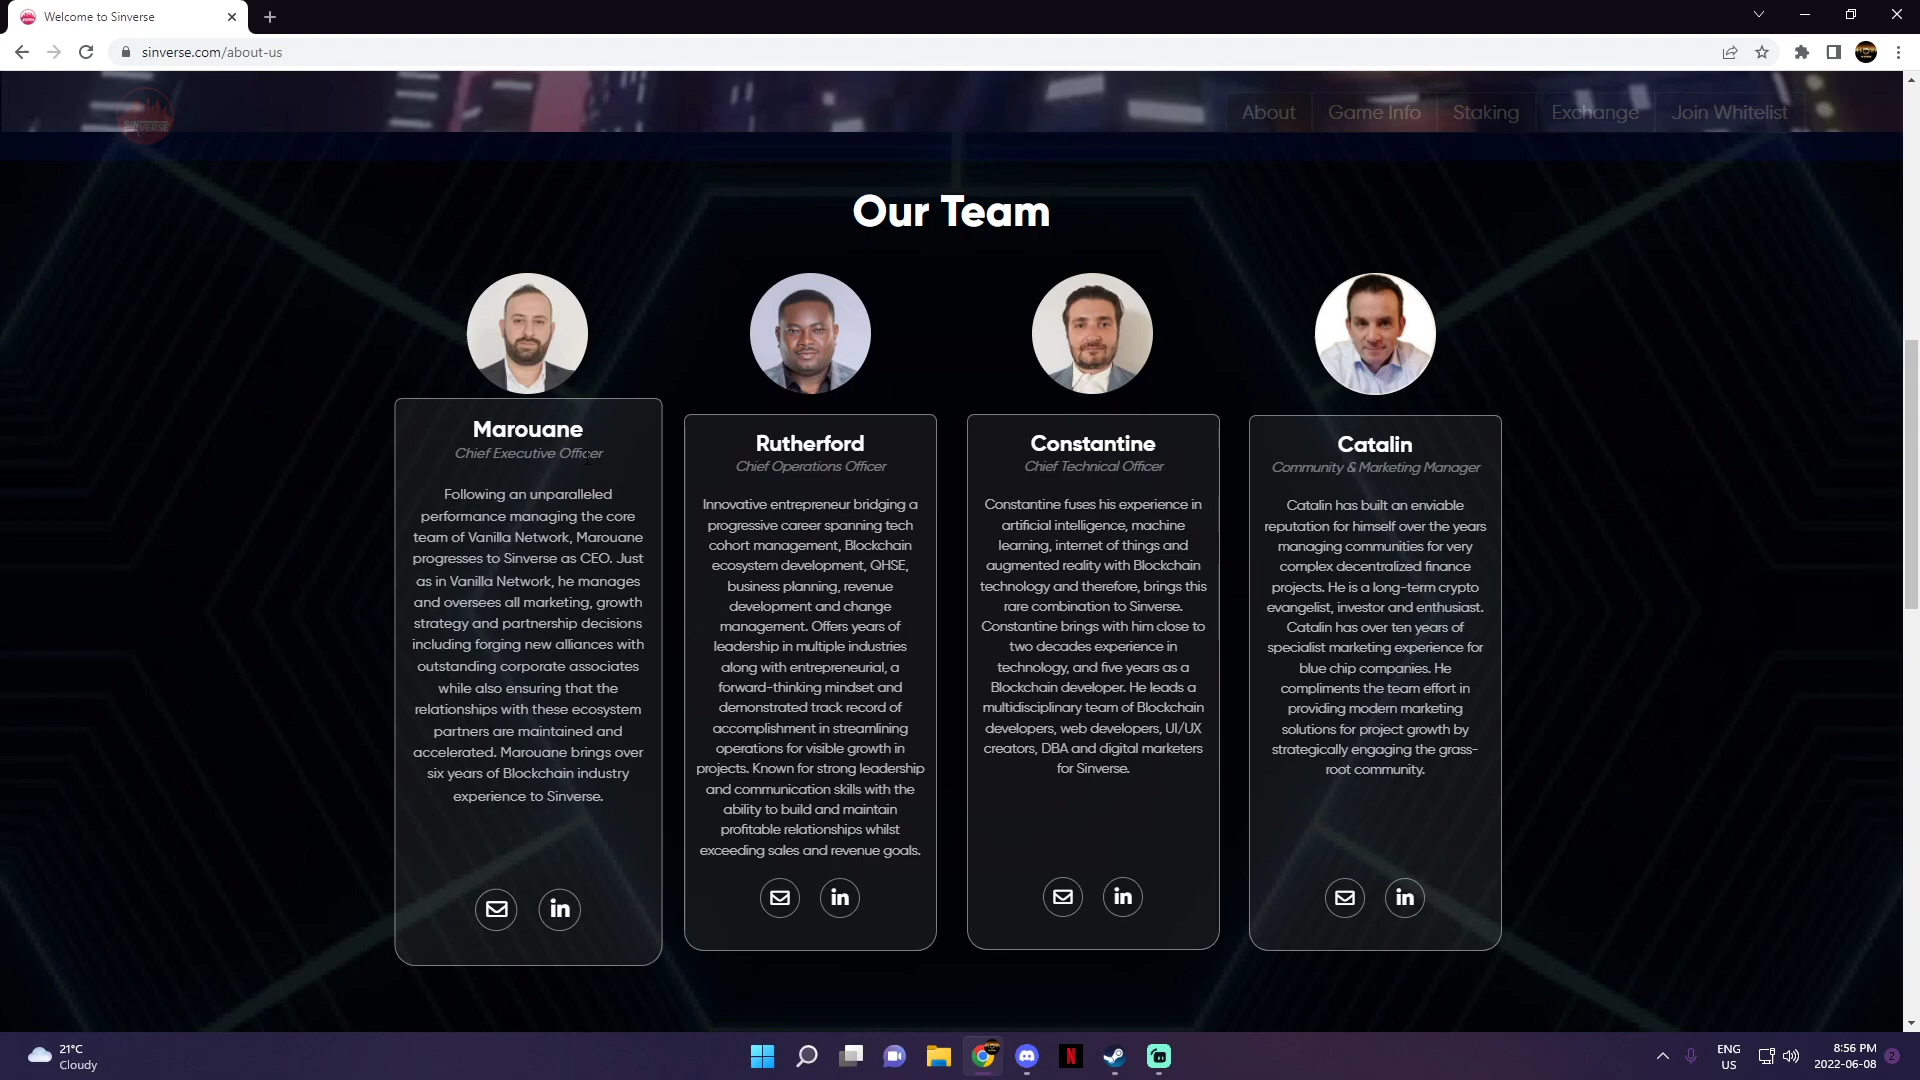 Welcome to Sinverse
sinverse.com/about-us
SINVERSE
About
Game Info
Staking
Exchange
Join Whitelist
Our Team
Marouane
Chief Executive Officer
Following an unparalleled
performance managing the core
team of Vanilla Network, Marouane
progresses to Sinverse as CEO. Just
as in Vanilla Network, he manages
and oversees all marketing, growth
strategy and partnership decisions
including forging new alliances with
outstanding corporate associates
while also ensuring that the
relationships with these ecosystem
partners are maintained and
accelerated. Marouane brings over
six years of Blockchain industry
experience to Sinverse.
in
Rutherford
Chief Operations Officer
Innovative entrepreneur bridging a
progressive career spanning tech
cohort management, Blockchain
ecosystem development, QHSE,
business planning, revenue
development and change
management. Offers years of
leadership in multiple industries
along with entrepreneurial, a
forward-thinking mindset and
demonstrated track record of
accomplishment in streamlining
operations for visible growth in
projects. Known for strong leadership
and communication skills with the
ability to build and maintain
profitable relationships whilst
exceeding sales and revenue goals.
in
Constantine
Chief Technical Officer
Constantine fuses his experience in
artificial intelligence, machine
learning, internet of things and
augmented reality with Blockchain
technology and therefore, brings this
rare combination to Sinverse.
Constantine brings with him close to
two decades experience in
technology, and five years as a
Blockchain developer. He leads a
multidisciplinary team of Blockchain
developers, web developers, UI/UX
creators, DBA and digital marketers
for Sinverse.
in
Catalin
Community & Marketing Manager
Catalin has built an enviable
reputation for himself over the years
managing communities for very
complex decentralized finance
projects. He is a long-term crypto
evangelist, investor and enthusiast.
Catalin has over ten years of
specialist marketing experience for
blue chip companies. He
compliments the team effort in
providing modern marketing
solutions for project growth by
strategically engaging the grass-
root community.
in
21°C
Cloudy
N
ENG
US
8:56 PM
2022-06-08
2